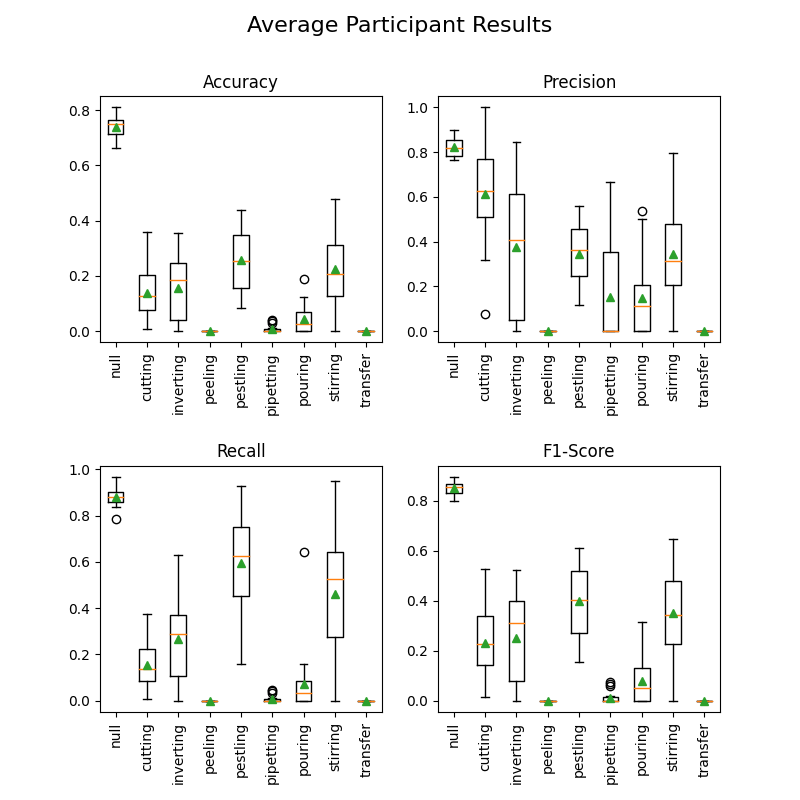 Average Participant Results
Accuracy
0.8
0.6
0.4
0.2
0.0
null
cutting
inverting
peeling
pestling
pipetting
pouring
stirring
transfer
Precision
1.0
0.8
0.6
0.4
0.2
0.0
null
cutting
inverting
peeling
pestling
pipetting
pouring
stirring
transfer
Recall
1.0
0.8
0.6
0.4
0.2
0.0
null
cutting
inverting
peeling
pestling
pipetting
pouring
stirring
transfer
F1-Score
0.8
0.6
0.4
0.2
0.0
null
cutting
inverting
peeling
pestling
pipetting
pouring
stirring
transfer